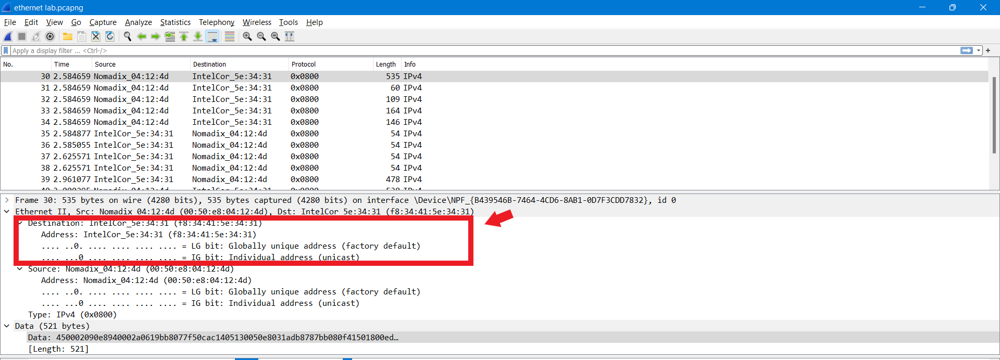 ethernet lab.pcapng
File Edit View Go Capture Analyze Statistics Telephony Wireless Tools Help
Apply a display filter ... <Ctrl-/>
No. Time Source Destination Protocol Length Info
30 2.584659 Nomadix_04:12:4d IntelCor_5e:34:31 0x0800 535 IPv4
31 2.584659 Nomadix_04:12:4d IntelCor_5e:34:31 0x0800 60 IPv4
32 2.584659 Nomadix_04:12:4d IntelCor_5e:34:31 0x0800 109 IPv4
33 2.584659 Nomadix_04:12:4d IntelCor_5e:34:31 0x0800 164 IPv4
34 2.584659 Nomadix_04:12:4d IntelCor_5e:34:31 0x0800 146 IPv4
35 2.584877 IntelCor_5e:34:31 Nomadix_04:12:4d 0x0800 54 IPv4
36 2.585055 IntelCor_5e:34:31 Nomadix_04:12:4d 0x0800 54 IPv4
37 2.625571 IntelCor_5e:34:31 Nomadix_04:12:4d 0x0800 54 IPv4
38 2.625571 IntelCor_5e:34:31 Nomadix_04:12:4d 0x0800 54 IPv4
39 2.961077 IntelCor_5e:34:31 Nomadix_04:12:4d 0x0800 478 IPv4
Frame 30: 535 bytes on wire (4280 bits), 535 bytes captured (4280 bits) on interface \Device\NPF_{B439546B-7464-4CD6-8AB1-0D7F3CDD7832}, id 0
Ethernet II, Src: Nomadix_04:12:4d (00:50:e8:04:12:4d), Dst: IntelCor_5e:34:31 (f8:34:41:5e:34:31)
Destination: IntelCor_5e:34:31 (f8:34:41:5e:34:31)
Address: IntelCor_5e:34:31 (f8:34:41:5e:34:31)
.... ..0. .... .... .... .... = LG bit: Globally unique address (factory default)
.... ...0 .... .... .... .... = IG bit: Individual address (unicast)
Source: Nomadix_04:12:4d (00:50:e8:04:12:4d)
Address: Nomadix_04:12:4d (00:50:e8:04:12:4d)
.... ..0. .... .... .... .... = LG bit: Globally unique address (factory default)
.... ...0 .... .... .... .... = IG bit: Individual address (unicast)
Type: IPv4 (0x0800)
Data (521 bytes)
Data: 450002090e8940002a0619bb8077f50cac1405130050e8031adb8787bb080f41501800ed…
[Length: 521]